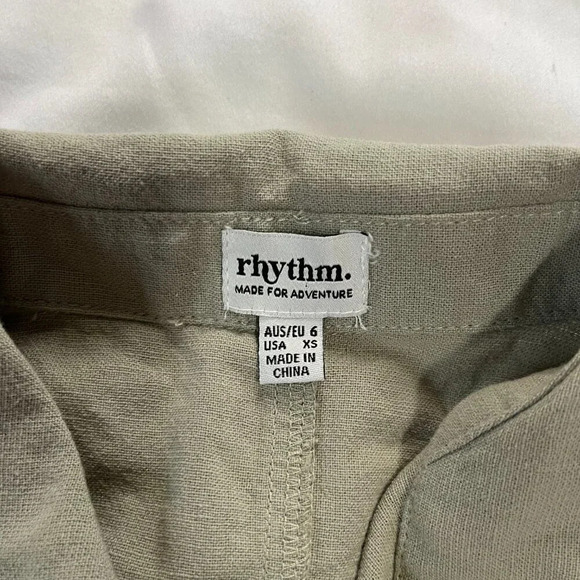 rhythm.
MADE FOR ADVENTURE
AUS/EU 6
USA XS
MADE IN
CHINA